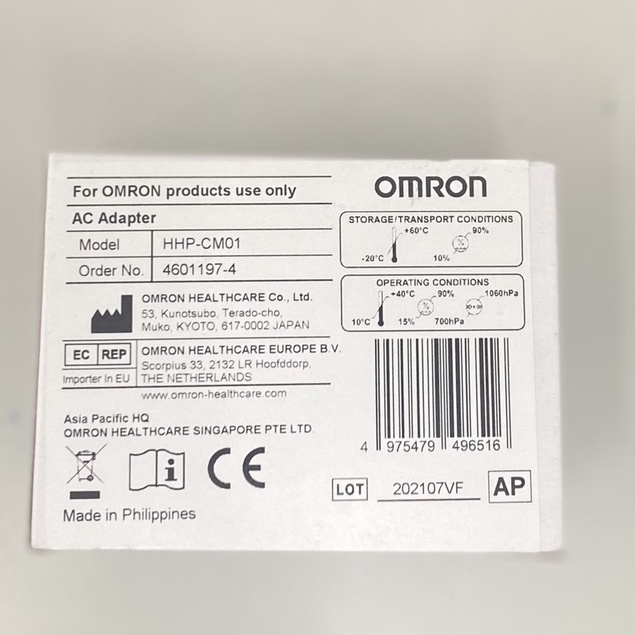 For OMRON products use only
AC Adapter
Model HHP-CM01
Order No. 4601197-4
OMRON HEALTHCARE Co., Ltd.
53, Kunotsubo, Terado-cho,
Muko, KYOTO, 617-0002 JAPAN
EC REP OMRON HEALTHCARE EUROPE B.V.
Scorpius 33, 2132 LR Hoofddorp,
Importer in EU THE NETHERLANDS
www.omron-healthcare.com
Asia Pacific HQ
OMRON HEALTHCARE SINGAPORE PTE LTD.
CE
Made in Philippines
OMRON
STORAGE/TRANSPORT CONDITIONS
+60°C 90%
-20°C 10%
OPERATING CONDITIONS
+40°C 90% 1060hPa
10°C 15% 700hPa
4 975479 496516
LOT 202107VF AP